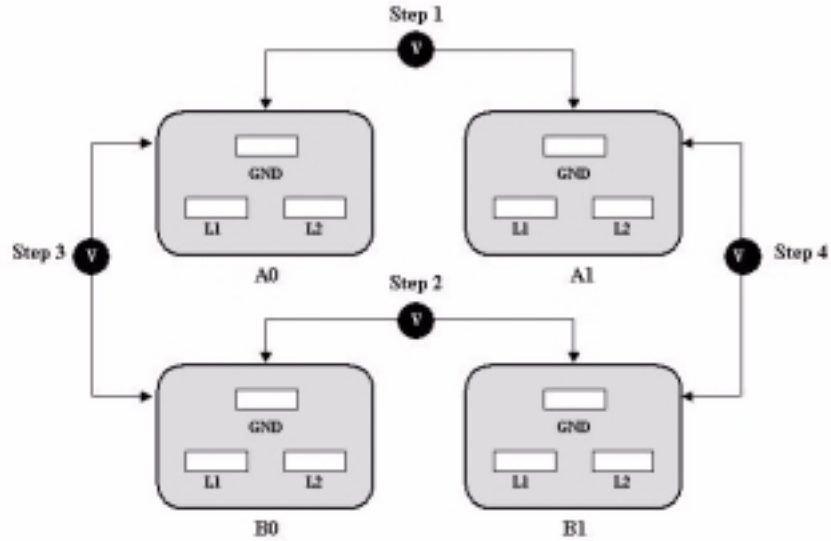 Step 1
V
GND
L1 L2
A0
GND
L1 L2
A1
Step 3
V
V
Step 4
Step 2
V
GND
L1 L2
B0
GND
L1 L2
B1